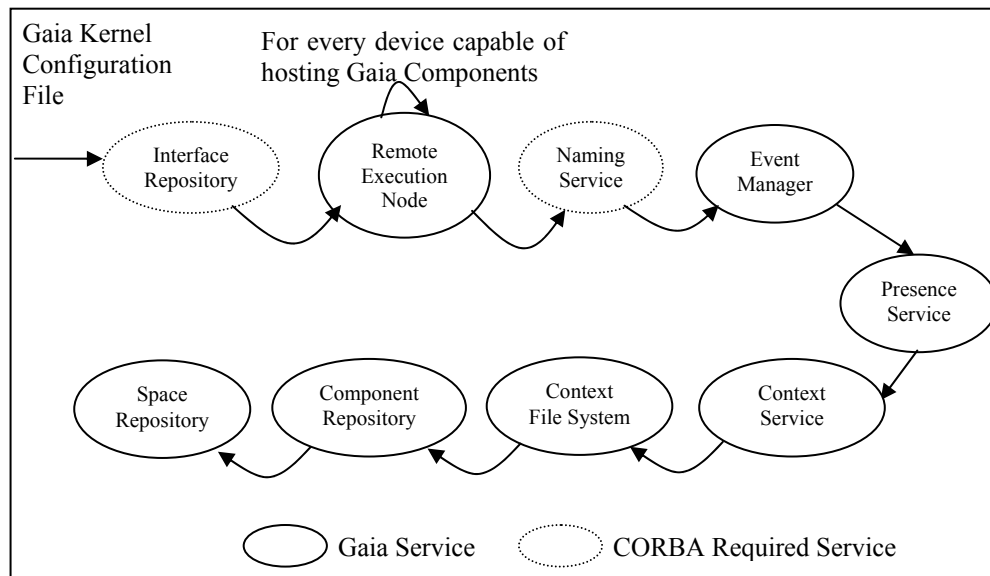 Gaia Kernel
Configuration
File
For every device capable of
hosting Gaia Components
Interface
Repository
Remote
Execution
Node
Naming
Service
Event
Manager
Presence
Service
Space
Repository
Component
Repository
Context
File System
Context
Service
Gaia Service
CORBA Required Service